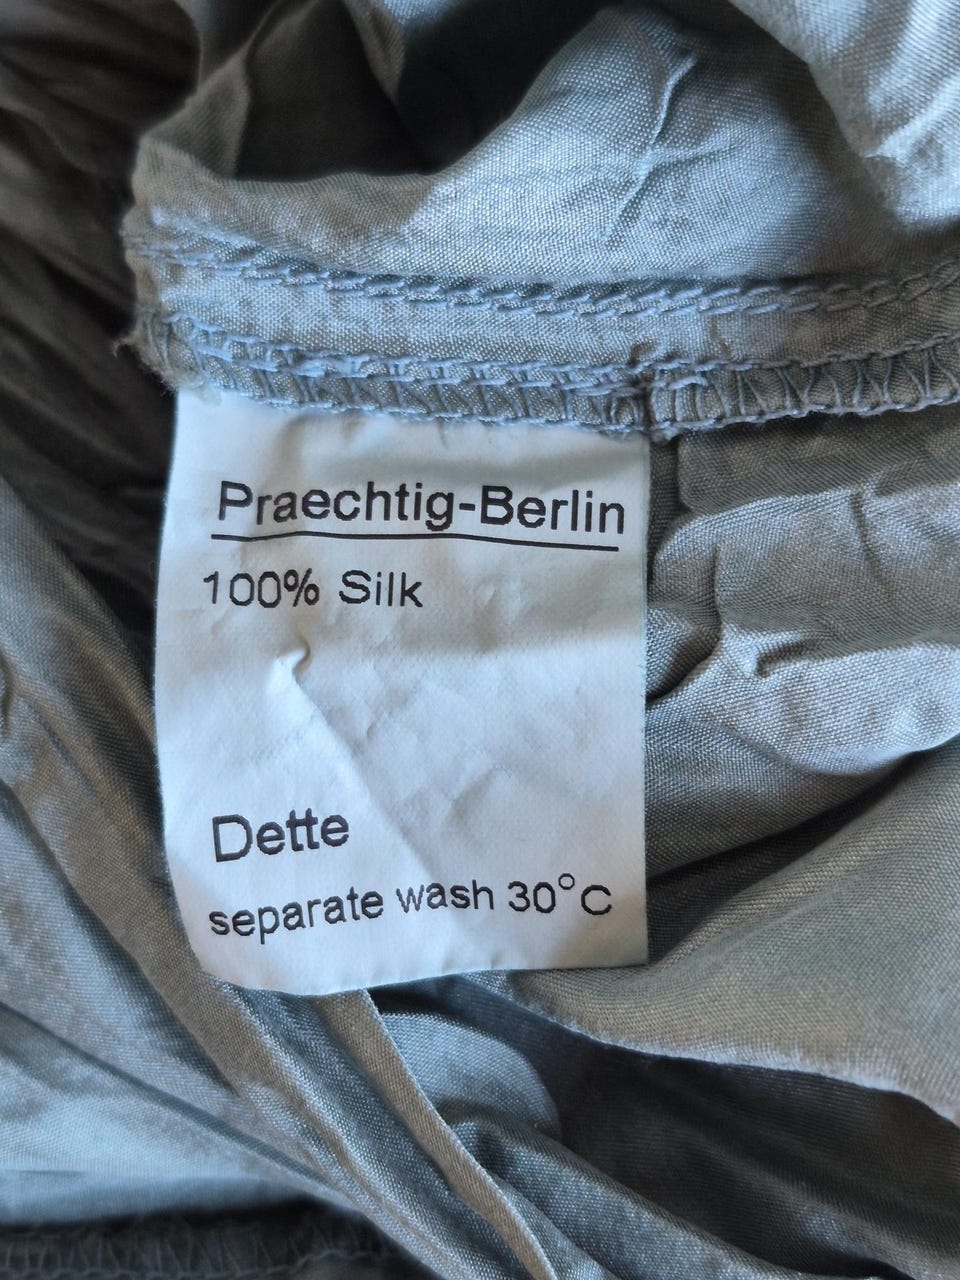 Praechtig-Berlin
100% Silk
Dette
separate wash 30°C